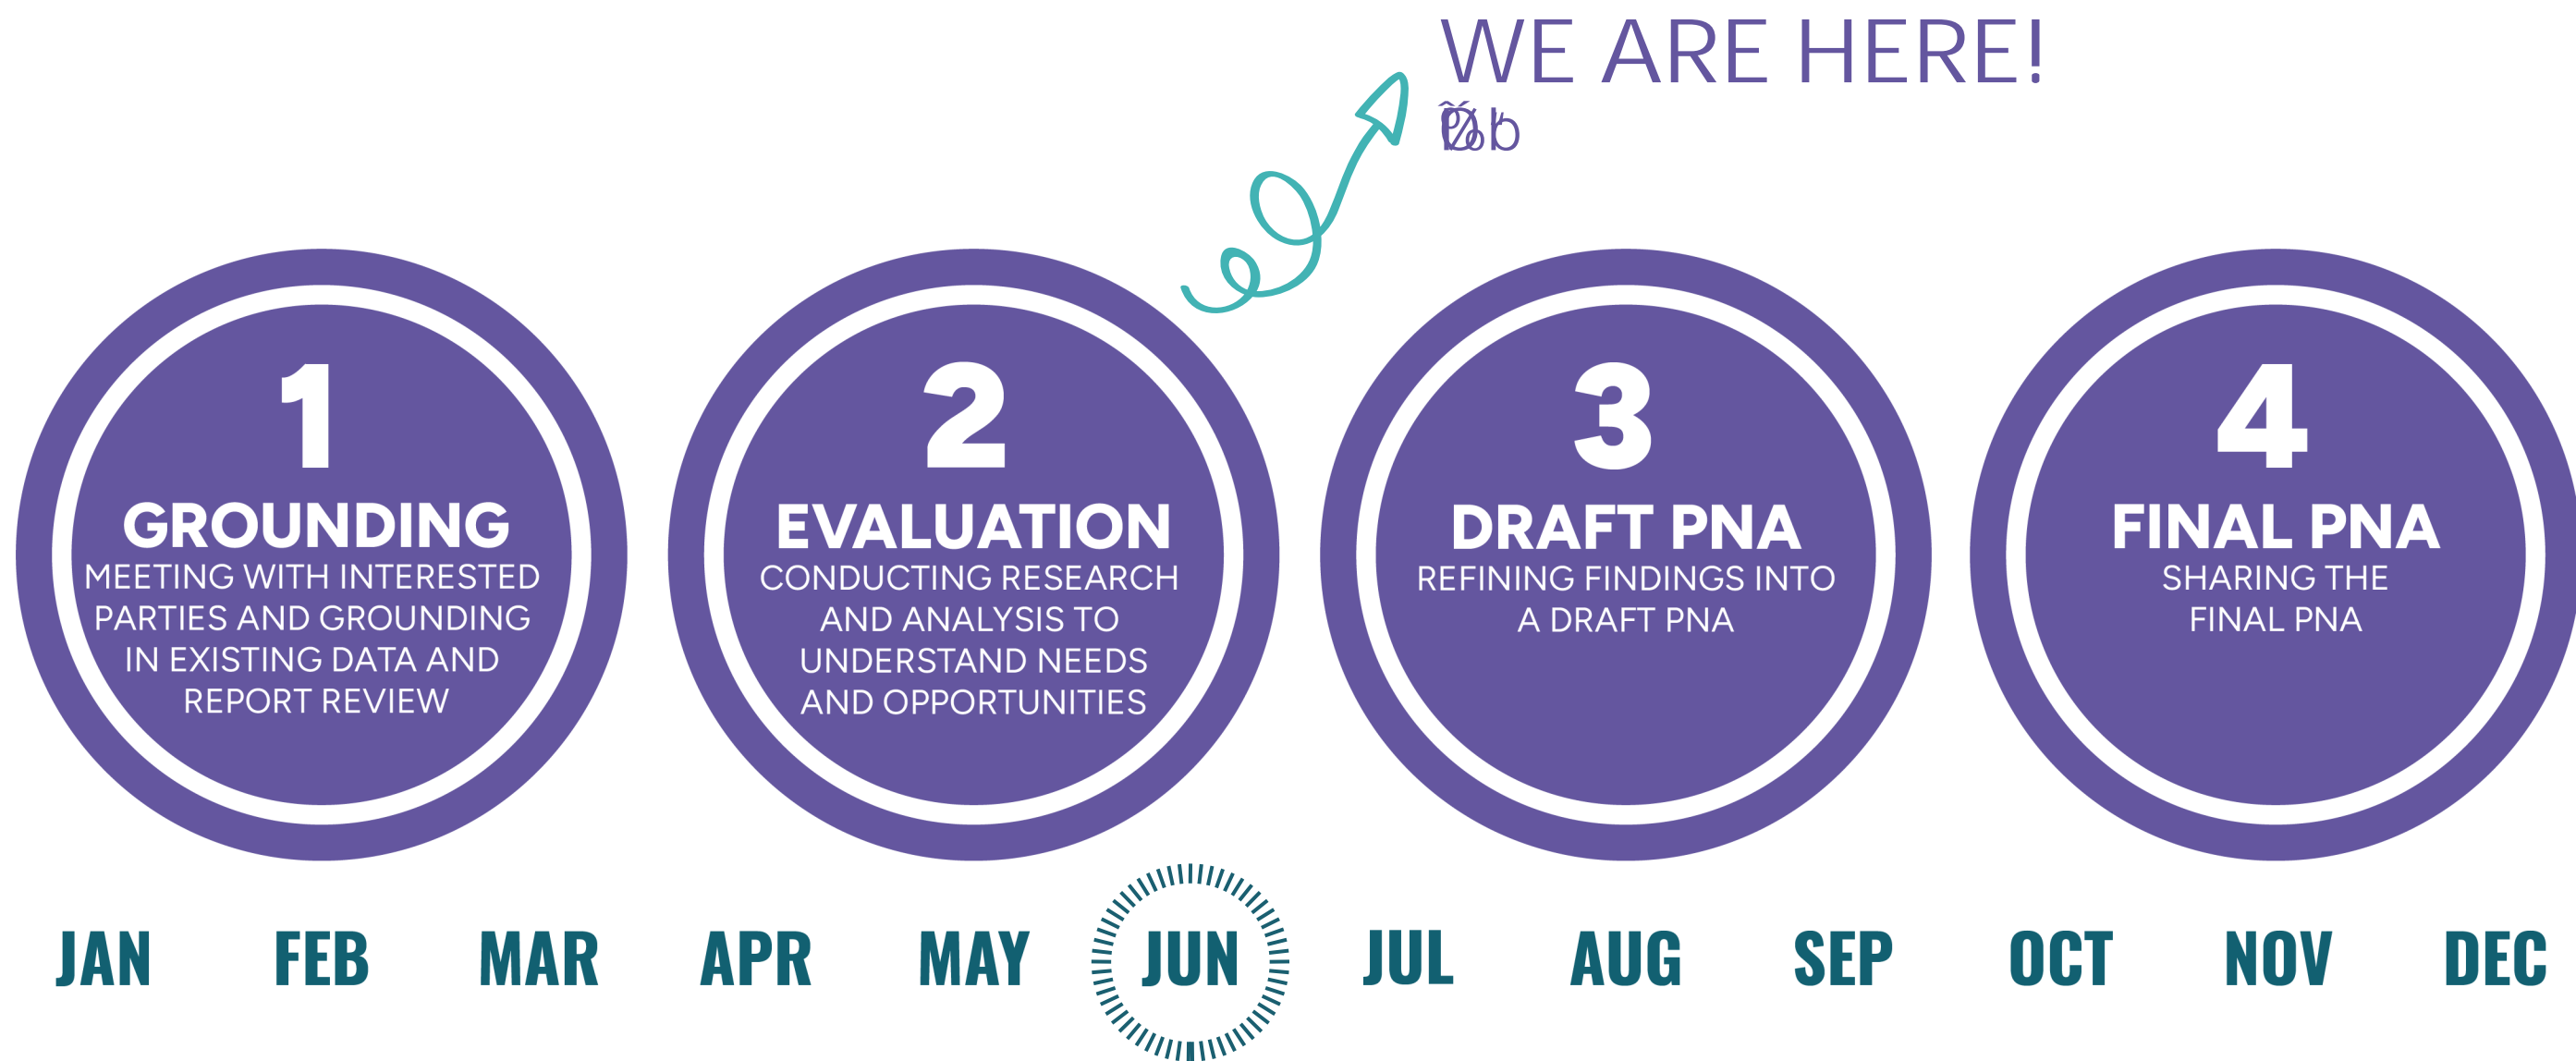 WE ARE HERE!
1
GROUNDING
MEETING WITH INTERESTED
PARTIES AND GROUNDING
IN EXISTING DATA AND
REPORT REVIEW
2
EVALUATION
CONDUCTING RESEARCH
AND ANALYSIS TO
UNDERSTAND NEEDS
AND OPPORTUNITIES
3
DRAFT PNA
REFINING FINDINGS INTO
A DRAFT PNA
4
FINAL PNA
SHARING THE
FINAL PNA
JAN FEB MAR APR MAY JUN JUL AUG SEP OCT NOV DEC